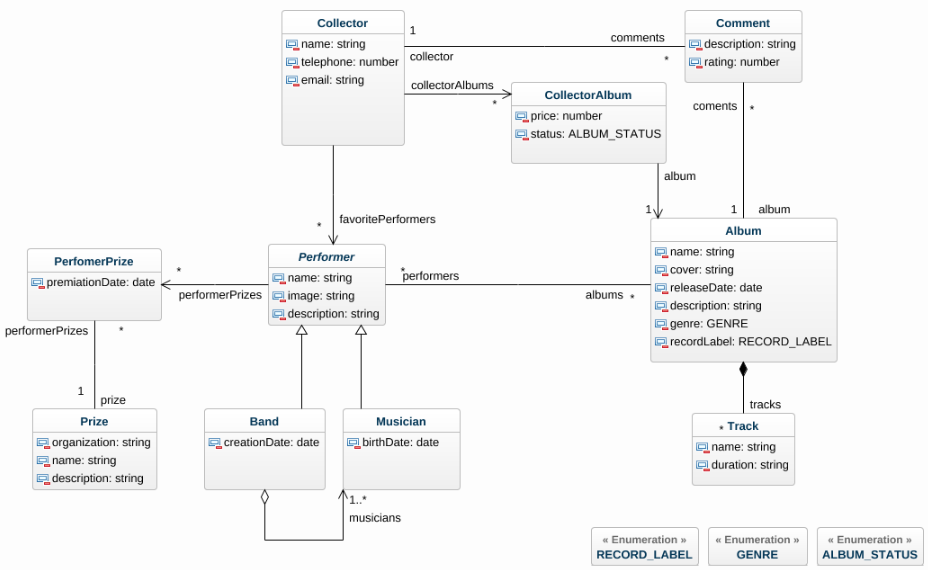 Collector
name: string
telephone: number
email: string
1
collector
comments
*
Comment
description: string
rating: number
collectorAlbums
*
CollectorAlbum
price: number
status: ALBUM_STATUS
coments
*
album
1
1
album
*
favoritePerformers
Album
name: string
cover: string
releaseDate: date
description: string
genre: GENRE
recordLabel: RECORD_LABEL
PerfomerPrize
premiationDate: date
*
performerPrizes
Performer
name: string
image: string
description: string
*
performers
albums
*
performerPrizes
*
1
prize
Prize
organization: string
name: string
description: string
Band
creationDate: date
Musician
birthDate: date
1..*
musicians
tracks
*
Track
name: string
duration: string
« Enumeration »
RECORD_LABEL
« Enumeration »
GENRE
« Enumeration »
ALBUM_STATUS